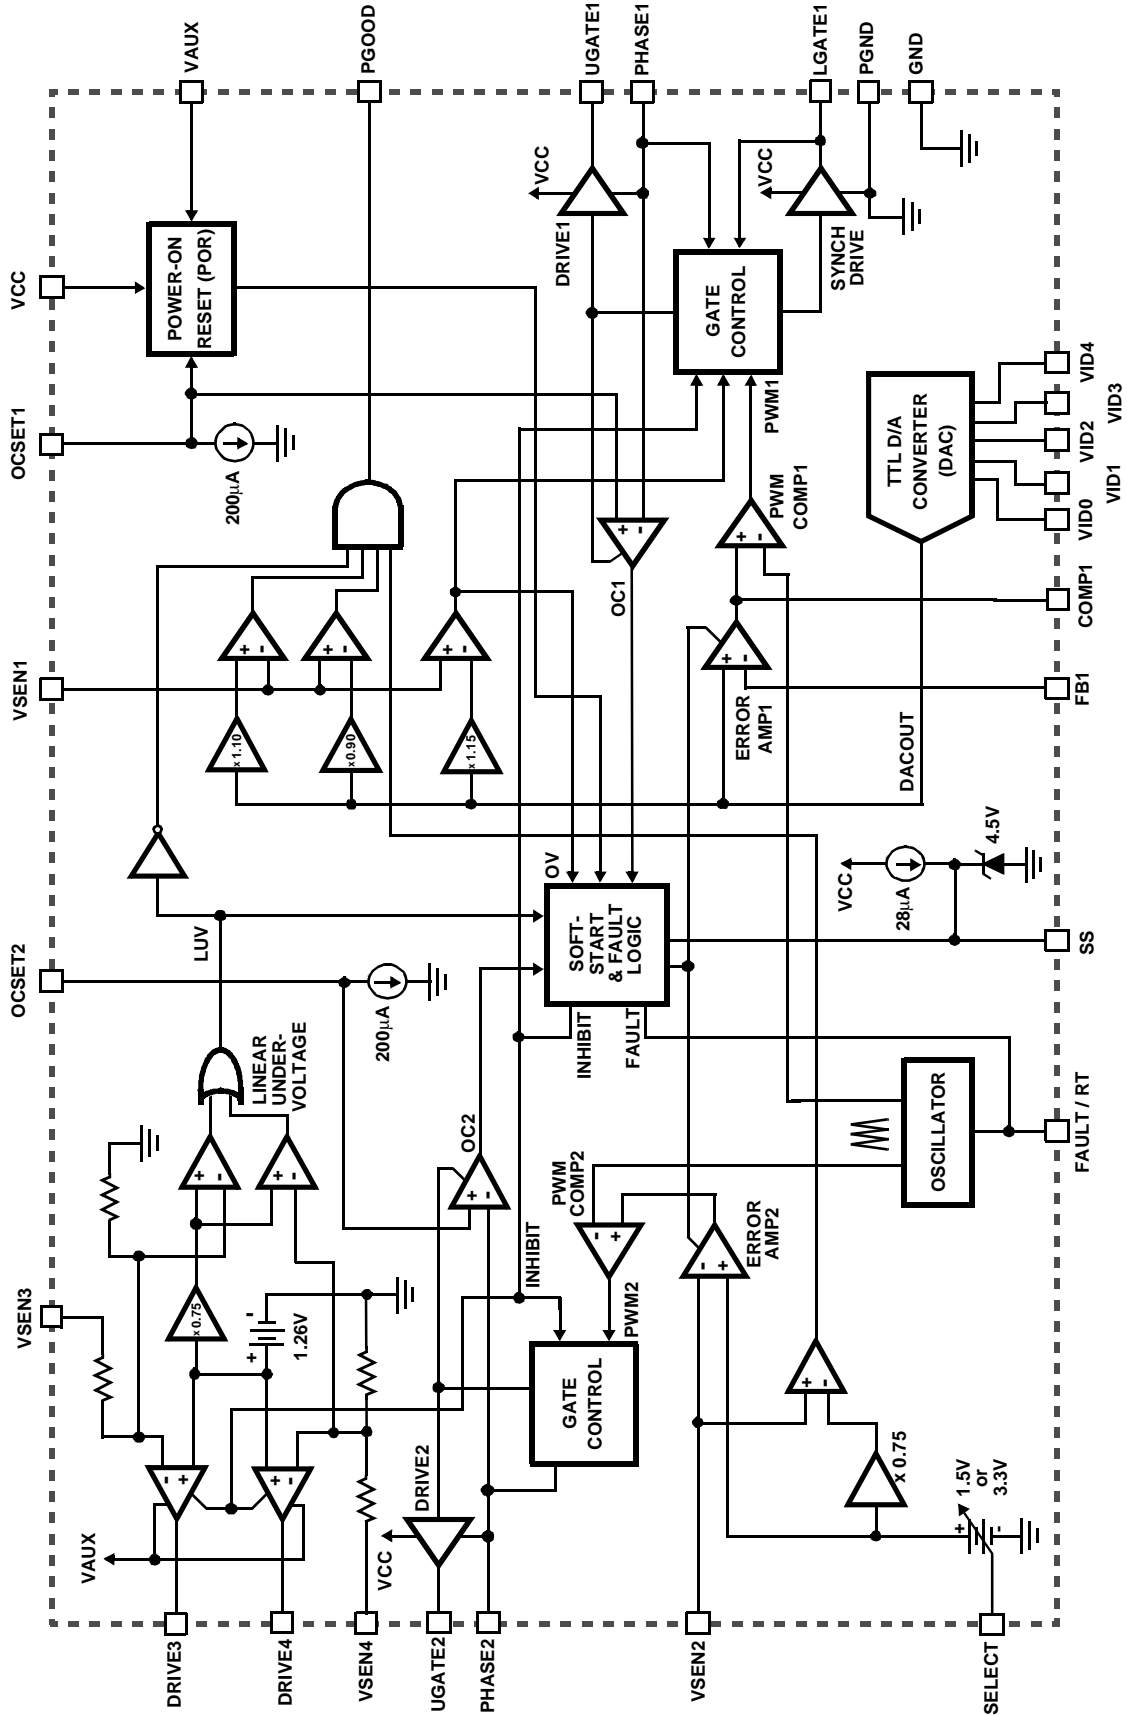 VSEN3
OCSET2
VSEN1
OCSET1
VCC
VAUX
LINEAR
UNDER-
VOLTAGE
LUV
x 0.75
+
-
+
-
-
+
1.26V
-
+
+
-
VAUX
DRIVE3
DRIVE4
VSEN4
200µA
x 1.10
x 0.90
x 1.15
+
-
+
-
+
-
200µA
POWER-ON
RESET (POR)
PGOOD
VCC
DRIVE2
UGATE2
PHASE2
GATE
CONTROL
INHIBIT
PWM2
OC2
+
-
PWM
COMP2
-
+
ERROR
AMP2
-
+
OV
SOFT-
START
& FAULT
LOGIC
INHIBIT
FAULT
OC1
+
-
DRIVE1
VCC
UGATE1
PHASE1
GATE
CONTROL
PWM1
SYNCH
DRIVE
VCC
LGATE1
PGND
GND
PWM
COMP1
+
-
ERROR
AMP1
+
-
TTL D/A
CONVERTER
(DAC)
DACOUT
VSEN2
+
-
x 0.75
1.5V
or
3.3V
+
-
SELECT
OSCILLATOR
FAULT / RT
VCC
28µA
4.5V
SS
FB1
COMP1
VID0
VID1
VID2
VID3
VID4